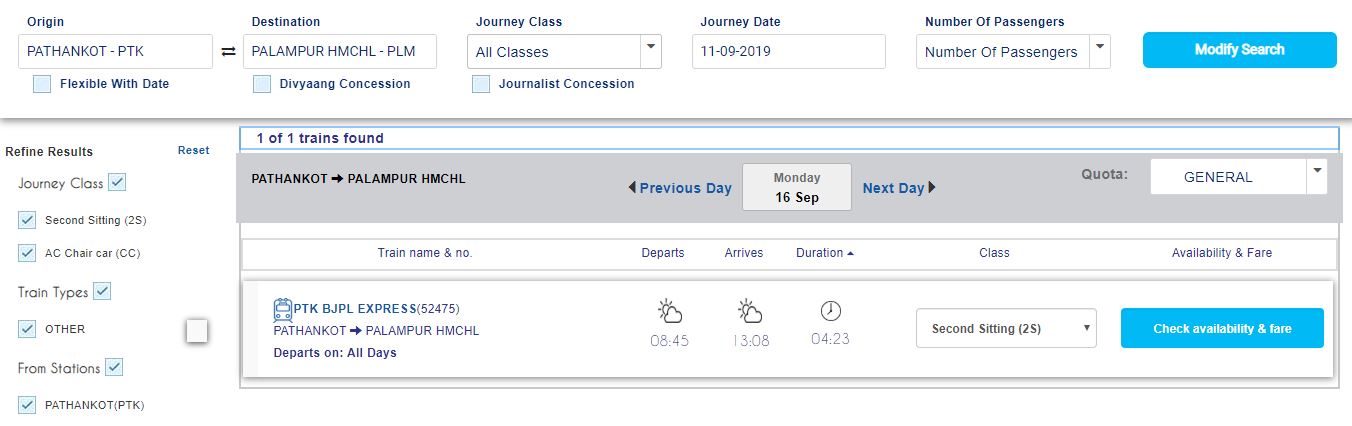 Origin Destination Journey Class Journey Date Number Of Passengers
PATHANKOT - PTK PALAMPUR HMCHL - PLM All Classes 11-09-2019 Number Of Passengers Modify Search
Flexible With Date Divyaang Concession Journalist Concession
1 of 1 trains found
Refine Results Reset
Journey Class
Second Sitting (2S)
AC Chair car (CC)
Train Types
OTHER
From Stations
PATHANKOT(PTK)
PATHANKOT → PALAMPUR HMCHL
Previous Day Monday Next Day Quota: GENERAL
16 Sep
Train name & no. Departs Arrives Duration Class Availability & Fare
PTK BJPL EXPRESS(52475)
PATHANKOT → PALAMPUR HMCHL
Departs on: All Days
08:45 13:08 04:23 Second Sitting (2S) Check availability & fare